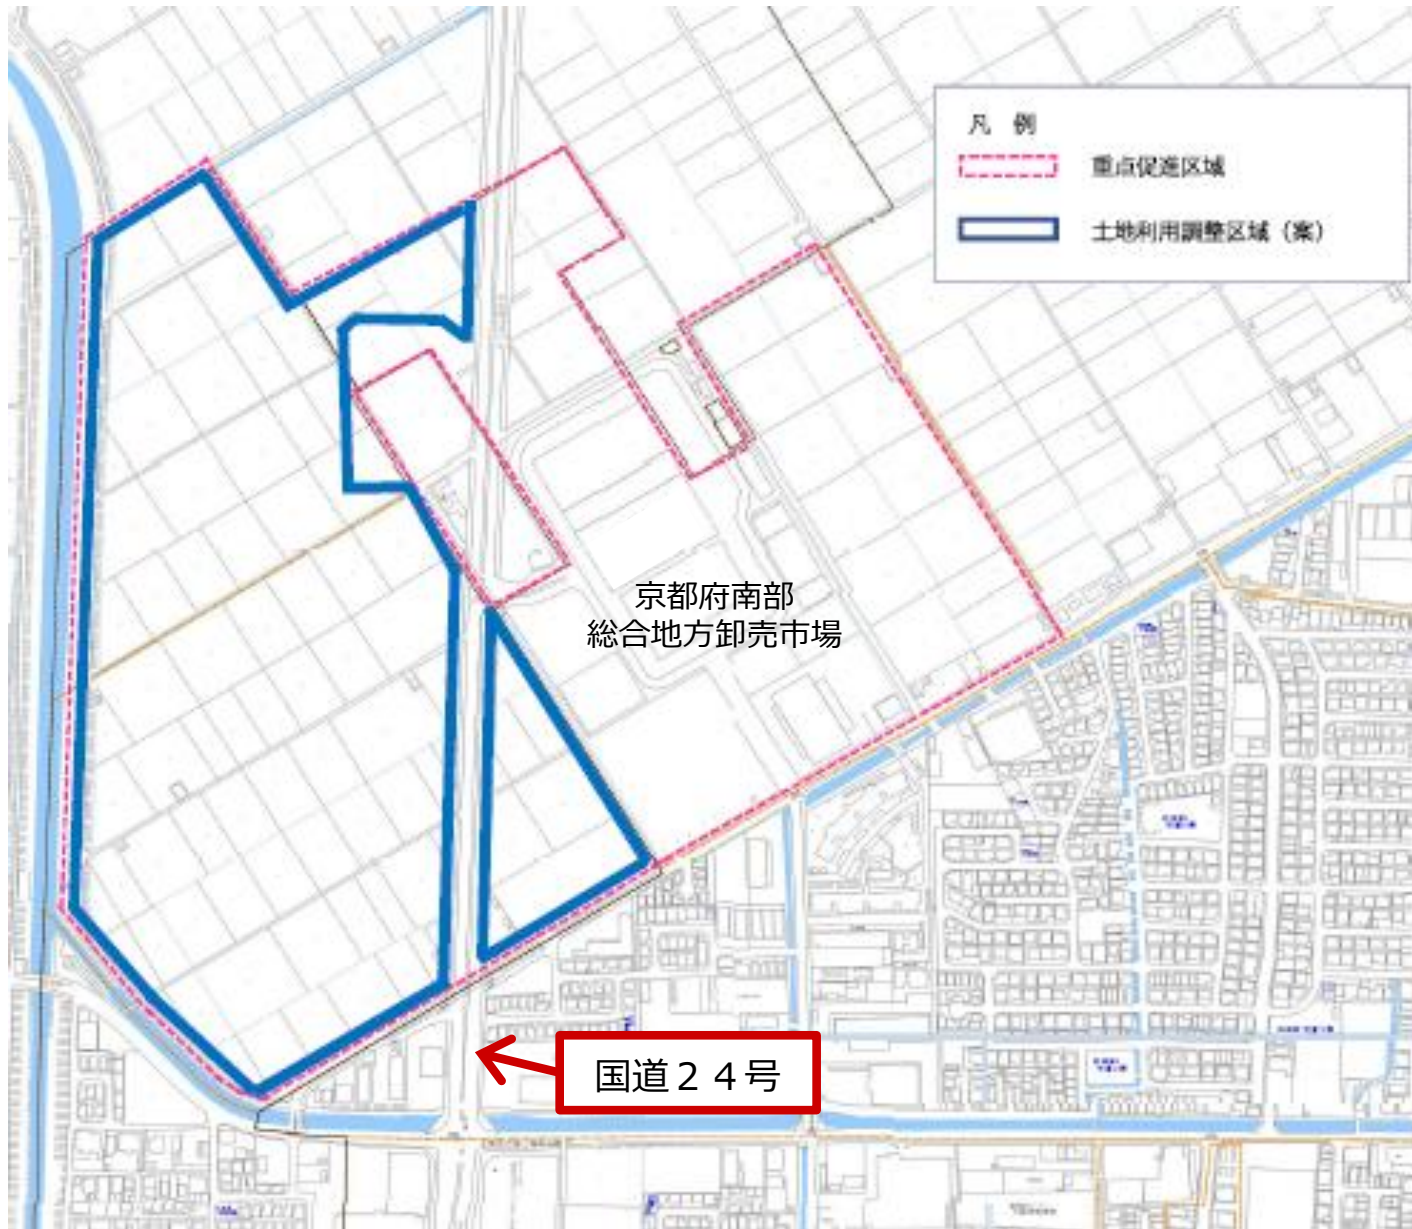 凡 例
重点促進区域
土地利用調整区域（案）
京都府南部
総合地方卸売市場
国道２４号